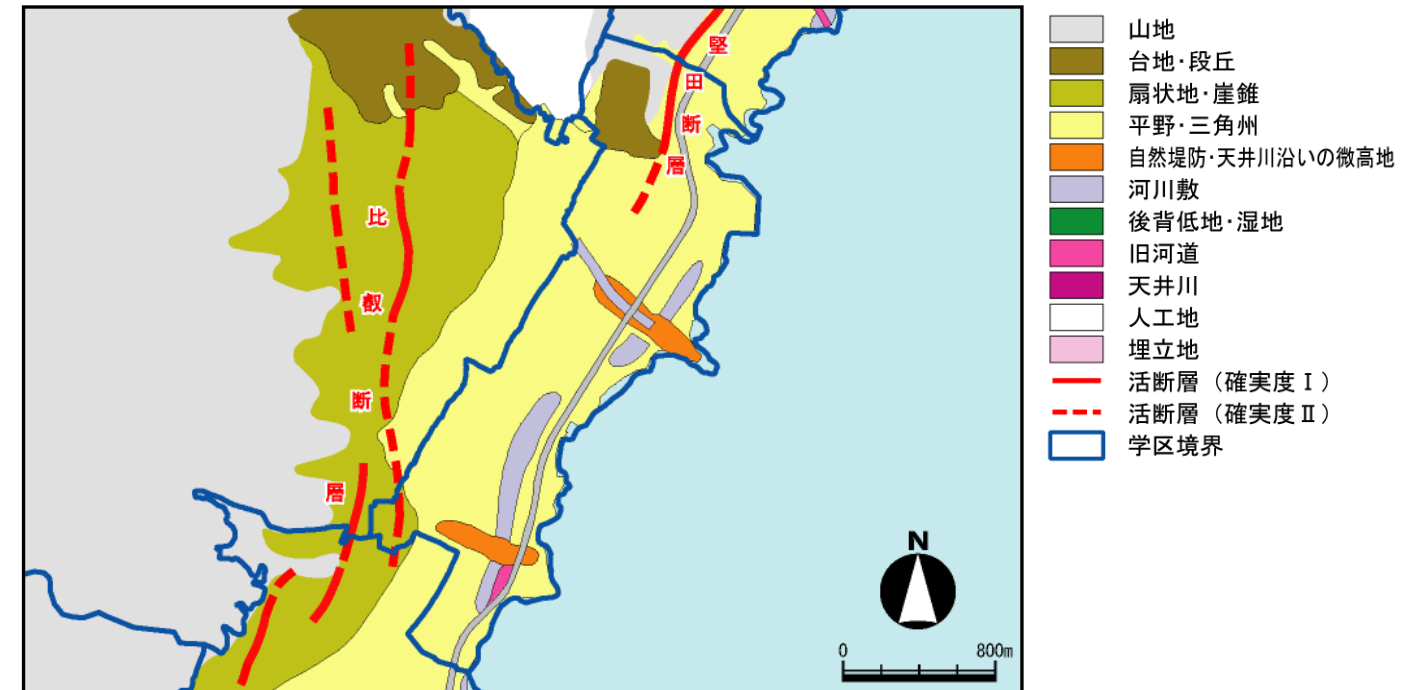 堅田断層
比叡断層
N
0 800m
山地
台地･段丘
扇状地･崖錐
平野･三角州
自然堤防･天井川沿いの微高地
河川敷
後背低地･湿地
旧河道
天井川
人工地
埋立地
活断層（確実度Ⅰ）
活断層（確実度Ⅱ）
学区境界